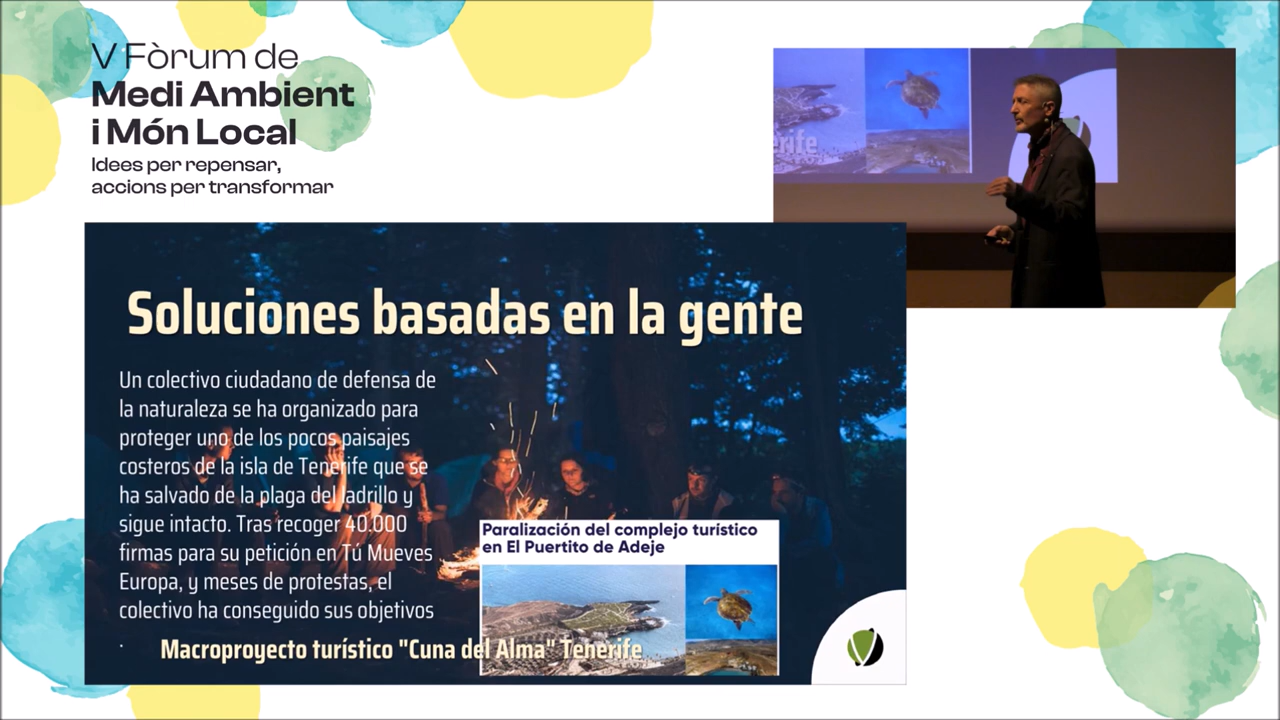 V Fòrum de
Medi Ambient
i Món Local
Idees per repensar,
accions per transformar
erife
Soluciones basadas en la gente
Un colectivo ciudadano de defensa de
la naturaleza se ha organizado para
proteger uno de los pocos paisajes
costeros de la isla de Tenerife que se
ha salvado de la plaga del ladrillo y
sigue intacto. Tras recoger 40.000
firmas para su petición en Tú Mueves
Europa, y meses de protestas, el
colectivo ha conseguido sus objetivos
.
Paralización del complejo turístico
en El Puertito de Adeje
Macroproyecto turístico "Cuna del Alma" Tenerife